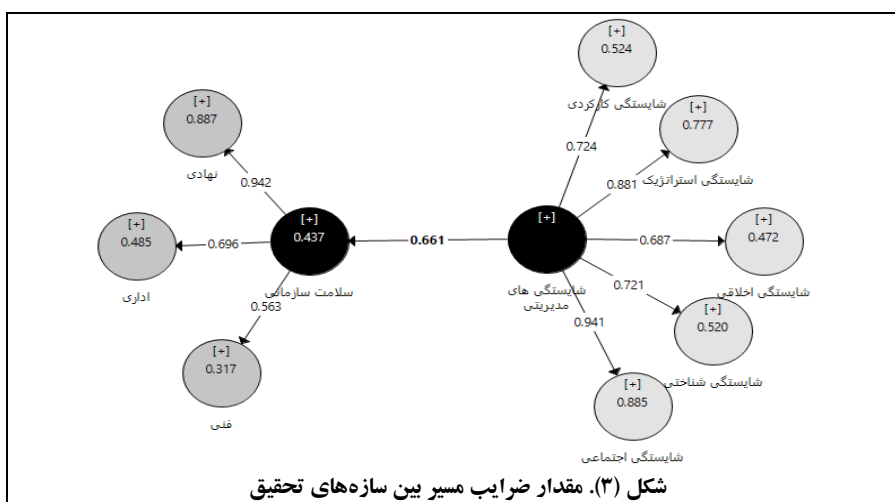 [+]
0.524
شایستگی کارکردی
[+]
0.777
شایستگی استراتژیک
[+]
0.472
شایستگی اخلاقی
[+]
0.520
شایستگی شناختی
[+]
0.885
شایستگی اجتماعی
0.724
0.881
0.687
0.721
0.941
[+]
شایستگی های
مدیریتی
0.661
[+]
0.437
سلامت سازمانی
0.942
0.696
0.563
[+]
0.887
نهادی
[+]
0.485
اداری
[+]
0.317
فنی
شکل (۳). مقدار ضرایب مسیر بین سازه‌های تحقیق